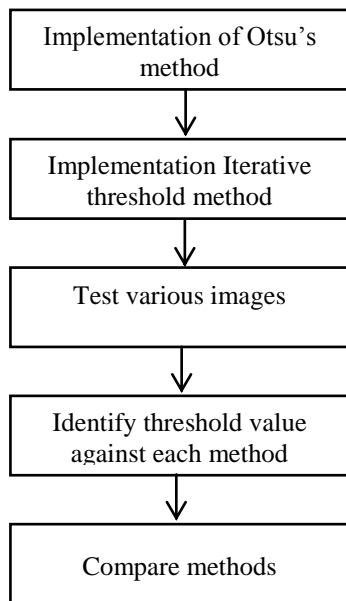 Implementation of Otsu’s
method
Implementation Iterative
threshold method
Test various images
Identify threshold value
against each method
Compare methods